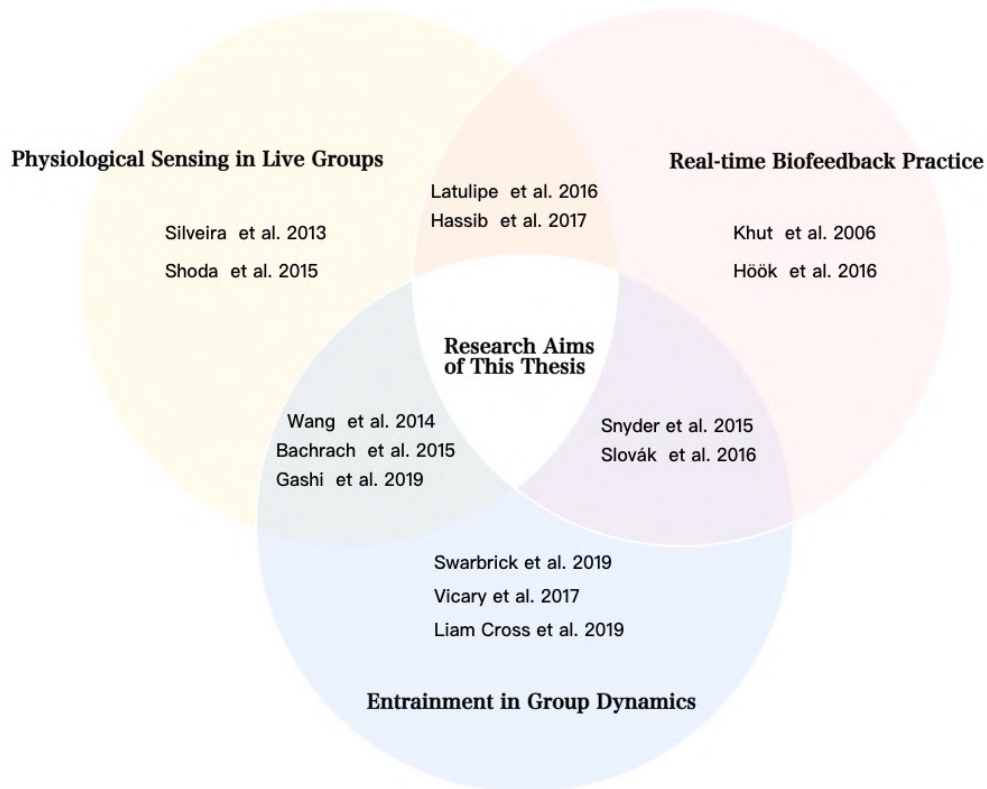 Physiological Sensing in Live Groups
Real-time Biofeedback Practice
Latulipe et al. 2016
Hassib et al. 2017
Silveira et al. 2013
Shoda et al. 2015
Khut et al. 2006
Höök et al. 2016
Research Aims
of This Thesis
Wang et al. 2014
Bachrach et al. 2015
Gashi et al. 2019
Snyder et al. 2015
Slovák et al. 2016
Swarbrick et al. 2019
Vicary et al. 2017
Liam Cross et al. 2019
Entrainment in Group Dynamics